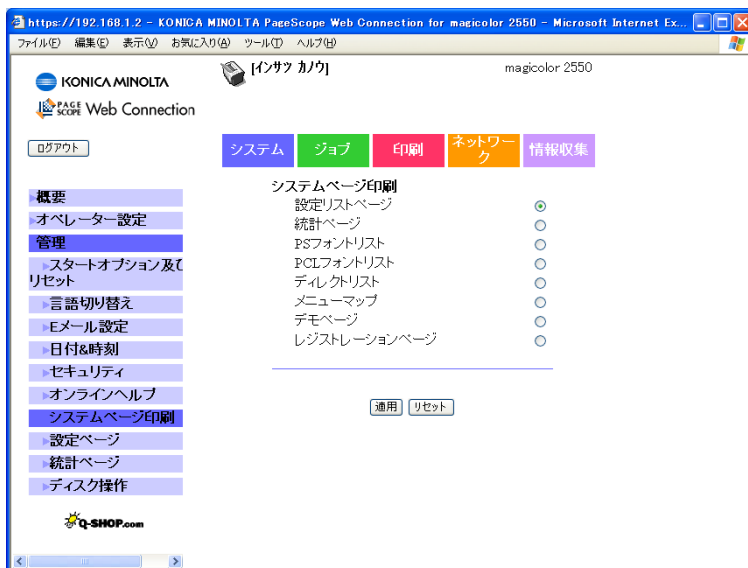 https://192.168.1.2 - KONICA MINOLTA PageScope Web Connection for magicolor 2550 - Microsoft Internet Ex...
ファイル(F) 編集(E) 表示(V) お気に入り(A) ツール(T) ヘルプ(H)
KONICA MINOLTA
PAGE SCOPE Web Connection
[インサツ カノウ]
magicolor 2550
ログアウト
システム
ジョブ
印刷
ネットワー
ク
情報収集
概要
オペレーター設定
管理
スタートオプション及び
リセット
言語切り替え
Eメール設定
日付&時刻
セキュリティ
オンラインヘルプ
システムページ印刷
設定ページ
統計ページ
ディスク操作
Q-SHOP.com
システムページ印刷
設定リストページ
統計ページ
PSフォントリスト
PCLフォントリスト
ディレクトリスト
メニューマップ
デモページ
レジストレーションページ
適用 リセット